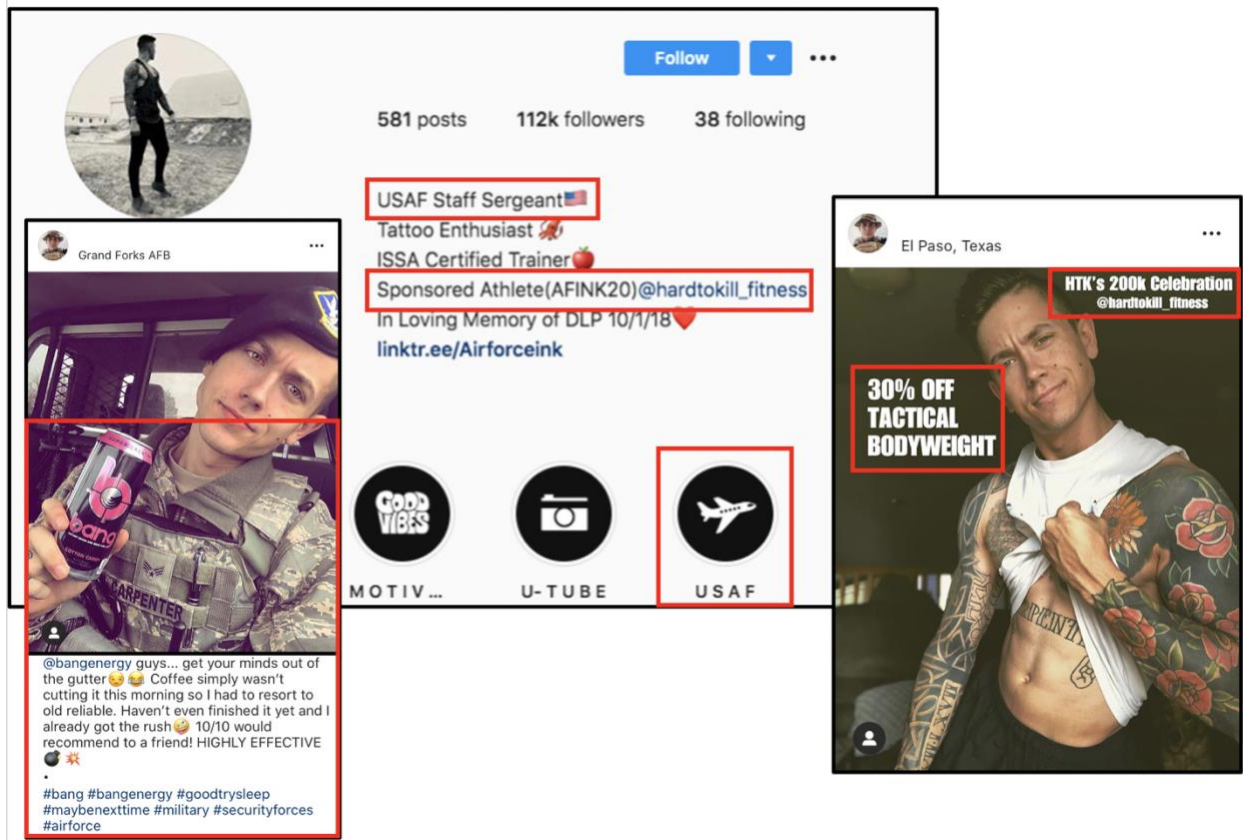 Follow
581 posts 112k followers 38 following
USAF Staff Sergeant🇺🇸
Tattoo Enthusiast 🦑
ISSA Certified Trainer🍎
Sponsored Athlete(AFINK20)@hardtokill_fitness
In Loving Memory of DLP 10/1/18❤️
linktr.ee/Airforceink
GOOD
VIBES
MOTIV...
U-TUBE
USAF
Grand Forks AFB
bang
CARPENTER
@bangenergy guys... get your minds out of
the gutter😏😂 Coffee simply wasn't
cutting it this morning so I had to resort to
old reliable. Haven't even finished it yet and I
already got the rush🤪 10/10 would
recommend to a friend! HIGHLY EFFECTIVE
💣💥
.
#bang #bangenergy #goodtrysleep
#maybenexttime #military #securityforces
#airforce
El Paso, Texas
HTK's 200k Celebration
@hardtokill_fitness
30% OFF
TACTICAL
BODYWEIGHT